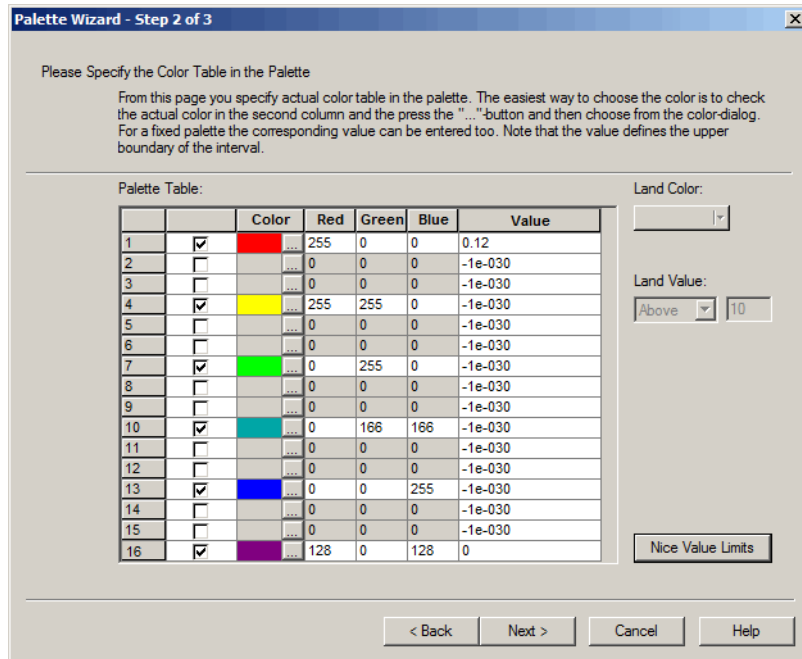 Palette Wizard - Step 2 of 3
Please Specify the Color Table in the Palette
From this page you specify actual color table in the palette. The easiest way to choose the color is to check
the actual color in the second column and the press the "..."-button and then choose from the color-dialog.
For a fixed palette the corresponding value can be entered too. Note that the value defines the upper
boundary of the interval.
Palette Table:
Color Red Green Blue Value
1 ... 255 0 0 0.12
2 ... 0 0 0 -1e-030
3 ... 0 0 0 -1e-030
4 ... 255 255 0 -1e-030
5 ... 0 0 0 -1e-030
6 ... 0 0 0 -1e-030
7 ... 0 255 0 -1e-030
8 ... 0 0 0 -1e-030
9 ... 0 0 0 -1e-030
10 ... 0 166 166 -1e-030
11 ... 0 0 0 -1e-030
12 ... 0 0 0 -1e-030
13 ... 0 0 255 -1e-030
14 ... 0 0 0 -1e-030
15 ... 0 0 0 -1e-030
16 ... 128 0 128 0
Land Color:
Land Value:
Above 10
Nice Value Limits
< Back Next > Cancel Help